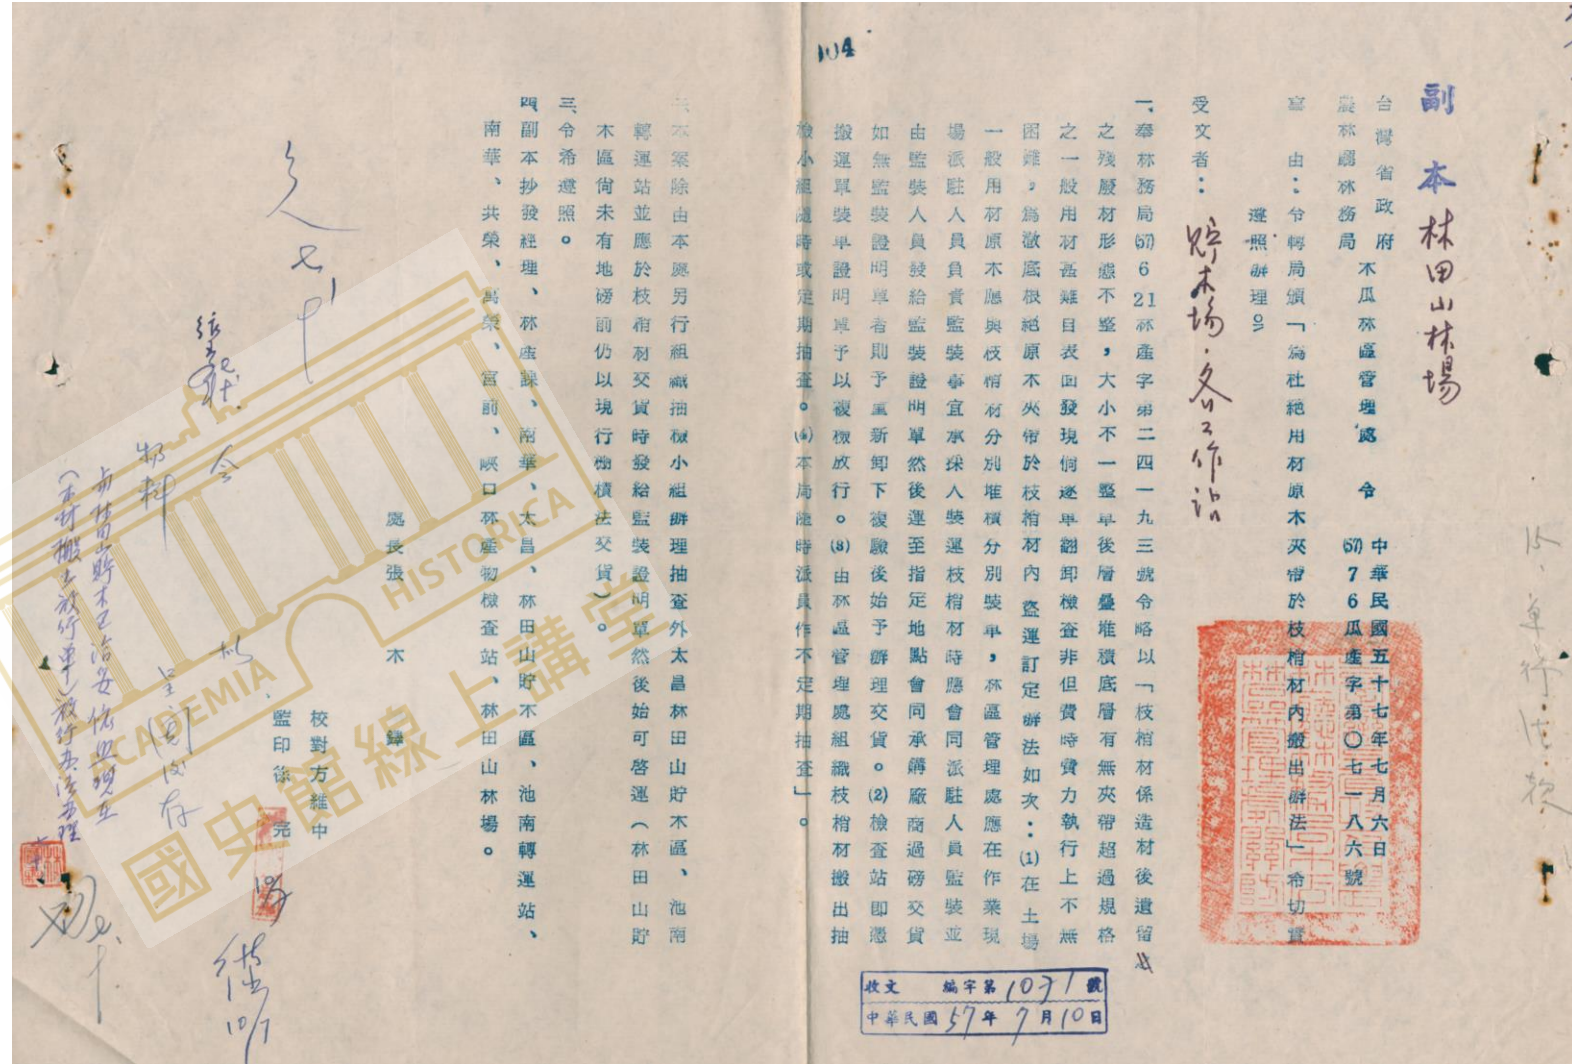 104
副本
林田山林場
台灣省政府
農林廳林務局
木瓜林區管理處 令
中華民國五十七年七月六日
(57)76瓜產字第〇七一八六號
事由：令轉局頒「為杜絕用材原木夾帶於枝梢材內搬出辦法」希切實
遵照辦理。
受文者：
貯木場、各工作站
一、奉林務局(57)6 21林產字第二四一九三號令略以「枝梢材係造材後遺留
之殘廢材形態不整，大小不一整車後層疊堆積底層有無夾帶超過規格
之一般用材甚難目表面發現倘逐車翻卸檢查非但費時費力執行上不無
困難，為澈底根絕原木夾帶於枝梢材內盜運訂定辦法如次：(1)在土場
一般用材原木應與枝梢材分別堆積分別裝車，林區管理處應在作業現
場派駐人員負責監裝事宜承採人裝運枝梢材時應會同派駐人員監裝並
由監裝人員發給監裝證明單然後運至指定地點會同承購廠商過磅交貨
如無監裝證明單者則予重新卸下複驗後始予辦理交貨。(2)檢查站即憑
搬運單裝車證明單予以複檢放行。(3)由林區管理處組織枝梢材搬出抽
檢小組隨時或定期抽查。(4)本局隨時派員作不定期抽查」。
二、本案除由本處另行組織抽檢小組辦理抽查外太昌林田山貯木區、池南
轉運站並應於枝梢材交貨時發給監裝證明單然後始可啓運（林田山貯
木區尚未有地磅前仍以現行檢積法交貨）。
三、令希遵照。
四、副本抄發經理、林產課、南華、太昌、林田山貯木區、池南轉運站、
南華、共榮、萬榮、富前、峽口林產物檢查站、林田山林場。
處長張木
校對方維中
監印徐 完
收文 編字第1071號
中華民國57年7月10日
國史館線上講堂
ACADEMIA HISTORICA